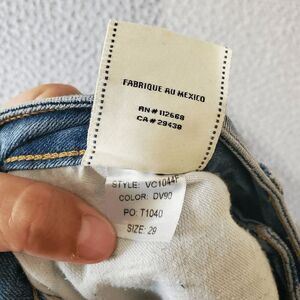 FABRIQUE AU MEXICO
RN#112668
CA#29438
STYLE: VC1044F
COLOR: DV90
PO: T1040
SIZE: 29